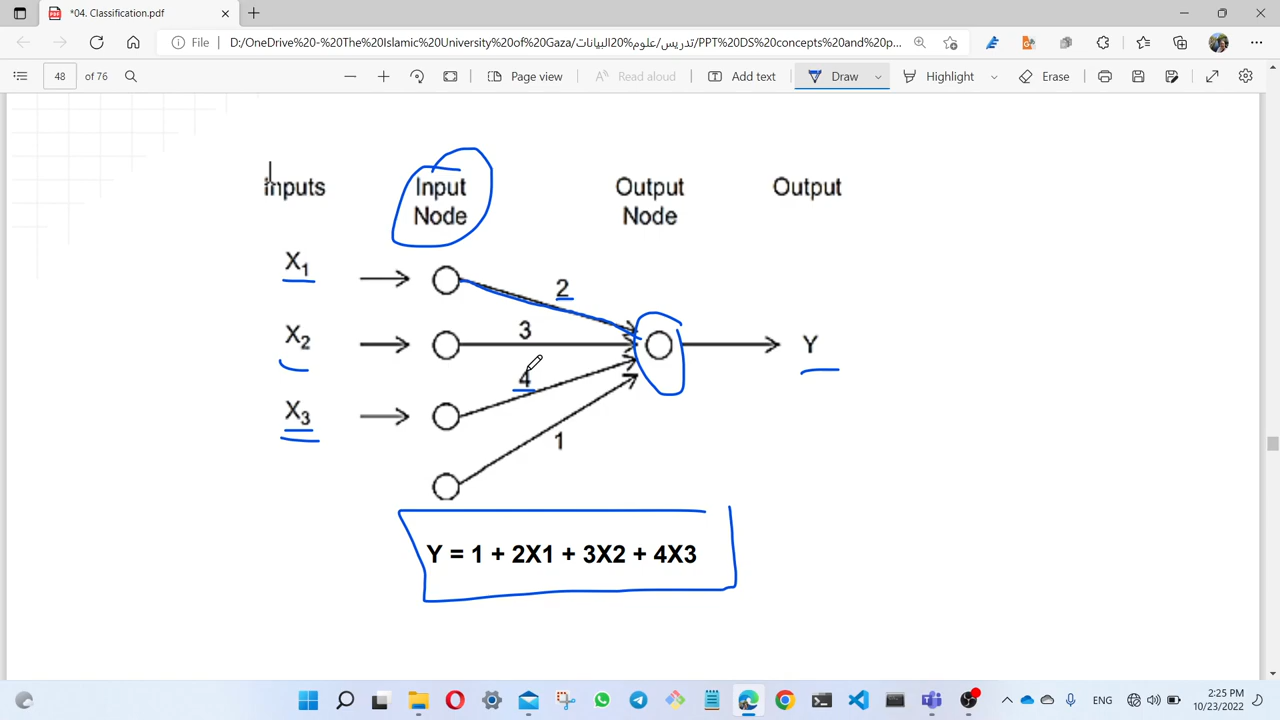 *04. Classification.pdf
File
D:/OneDrive%20-%20The%20Islamic%20University%20of%20Gaza/تدريس/علوم%20البيانات/PPT%20DS%20concepts%20and%20p...
48 of 76
Page view
Read aloud
Add text
Draw
Highlight
Erase
Inputs
Input
Node
Output
Node
Output
X1
2
X2
3
Y
4
X3
1
Y = 1 + 2X1 + 3X2 + 4X3
ENG
2:25 PM
10/23/2022